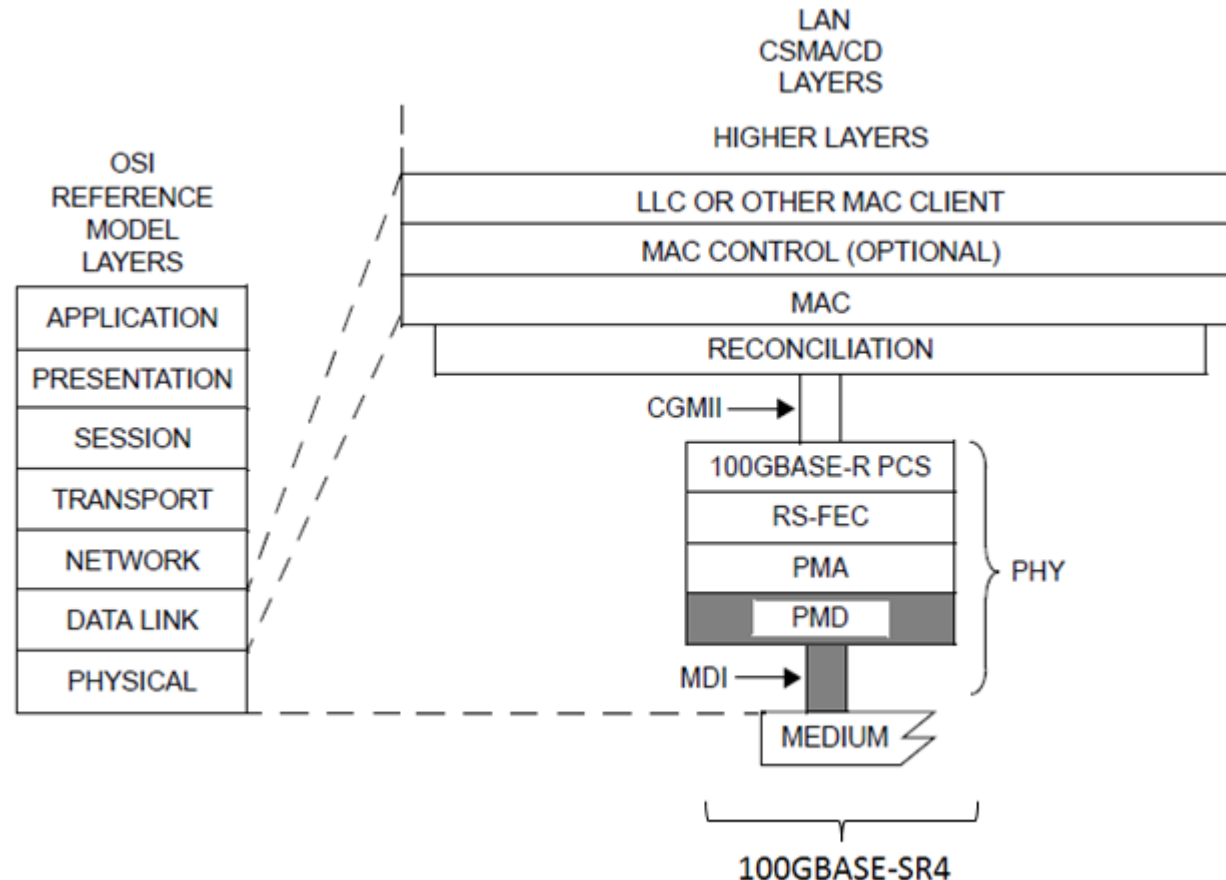 LAN
CSMA/CD
LAYERS
HIGHER LAYERS
OSI
REFERENCE
MODEL
LAYERS
APPLICATION
PRESENTATION
SESSION
TRANSPORT
NETWORK
DATA LINK
PHYSICAL
LLC OR OTHER MAC CLIENT
MAC CONTROL (OPTIONAL)
MAC
RECONCILIATION
CGMII
100GBASE-R PCS
RS-FEC
PMA
PMD
PHY
MDI
MEDIUM
100GBASE-SR4